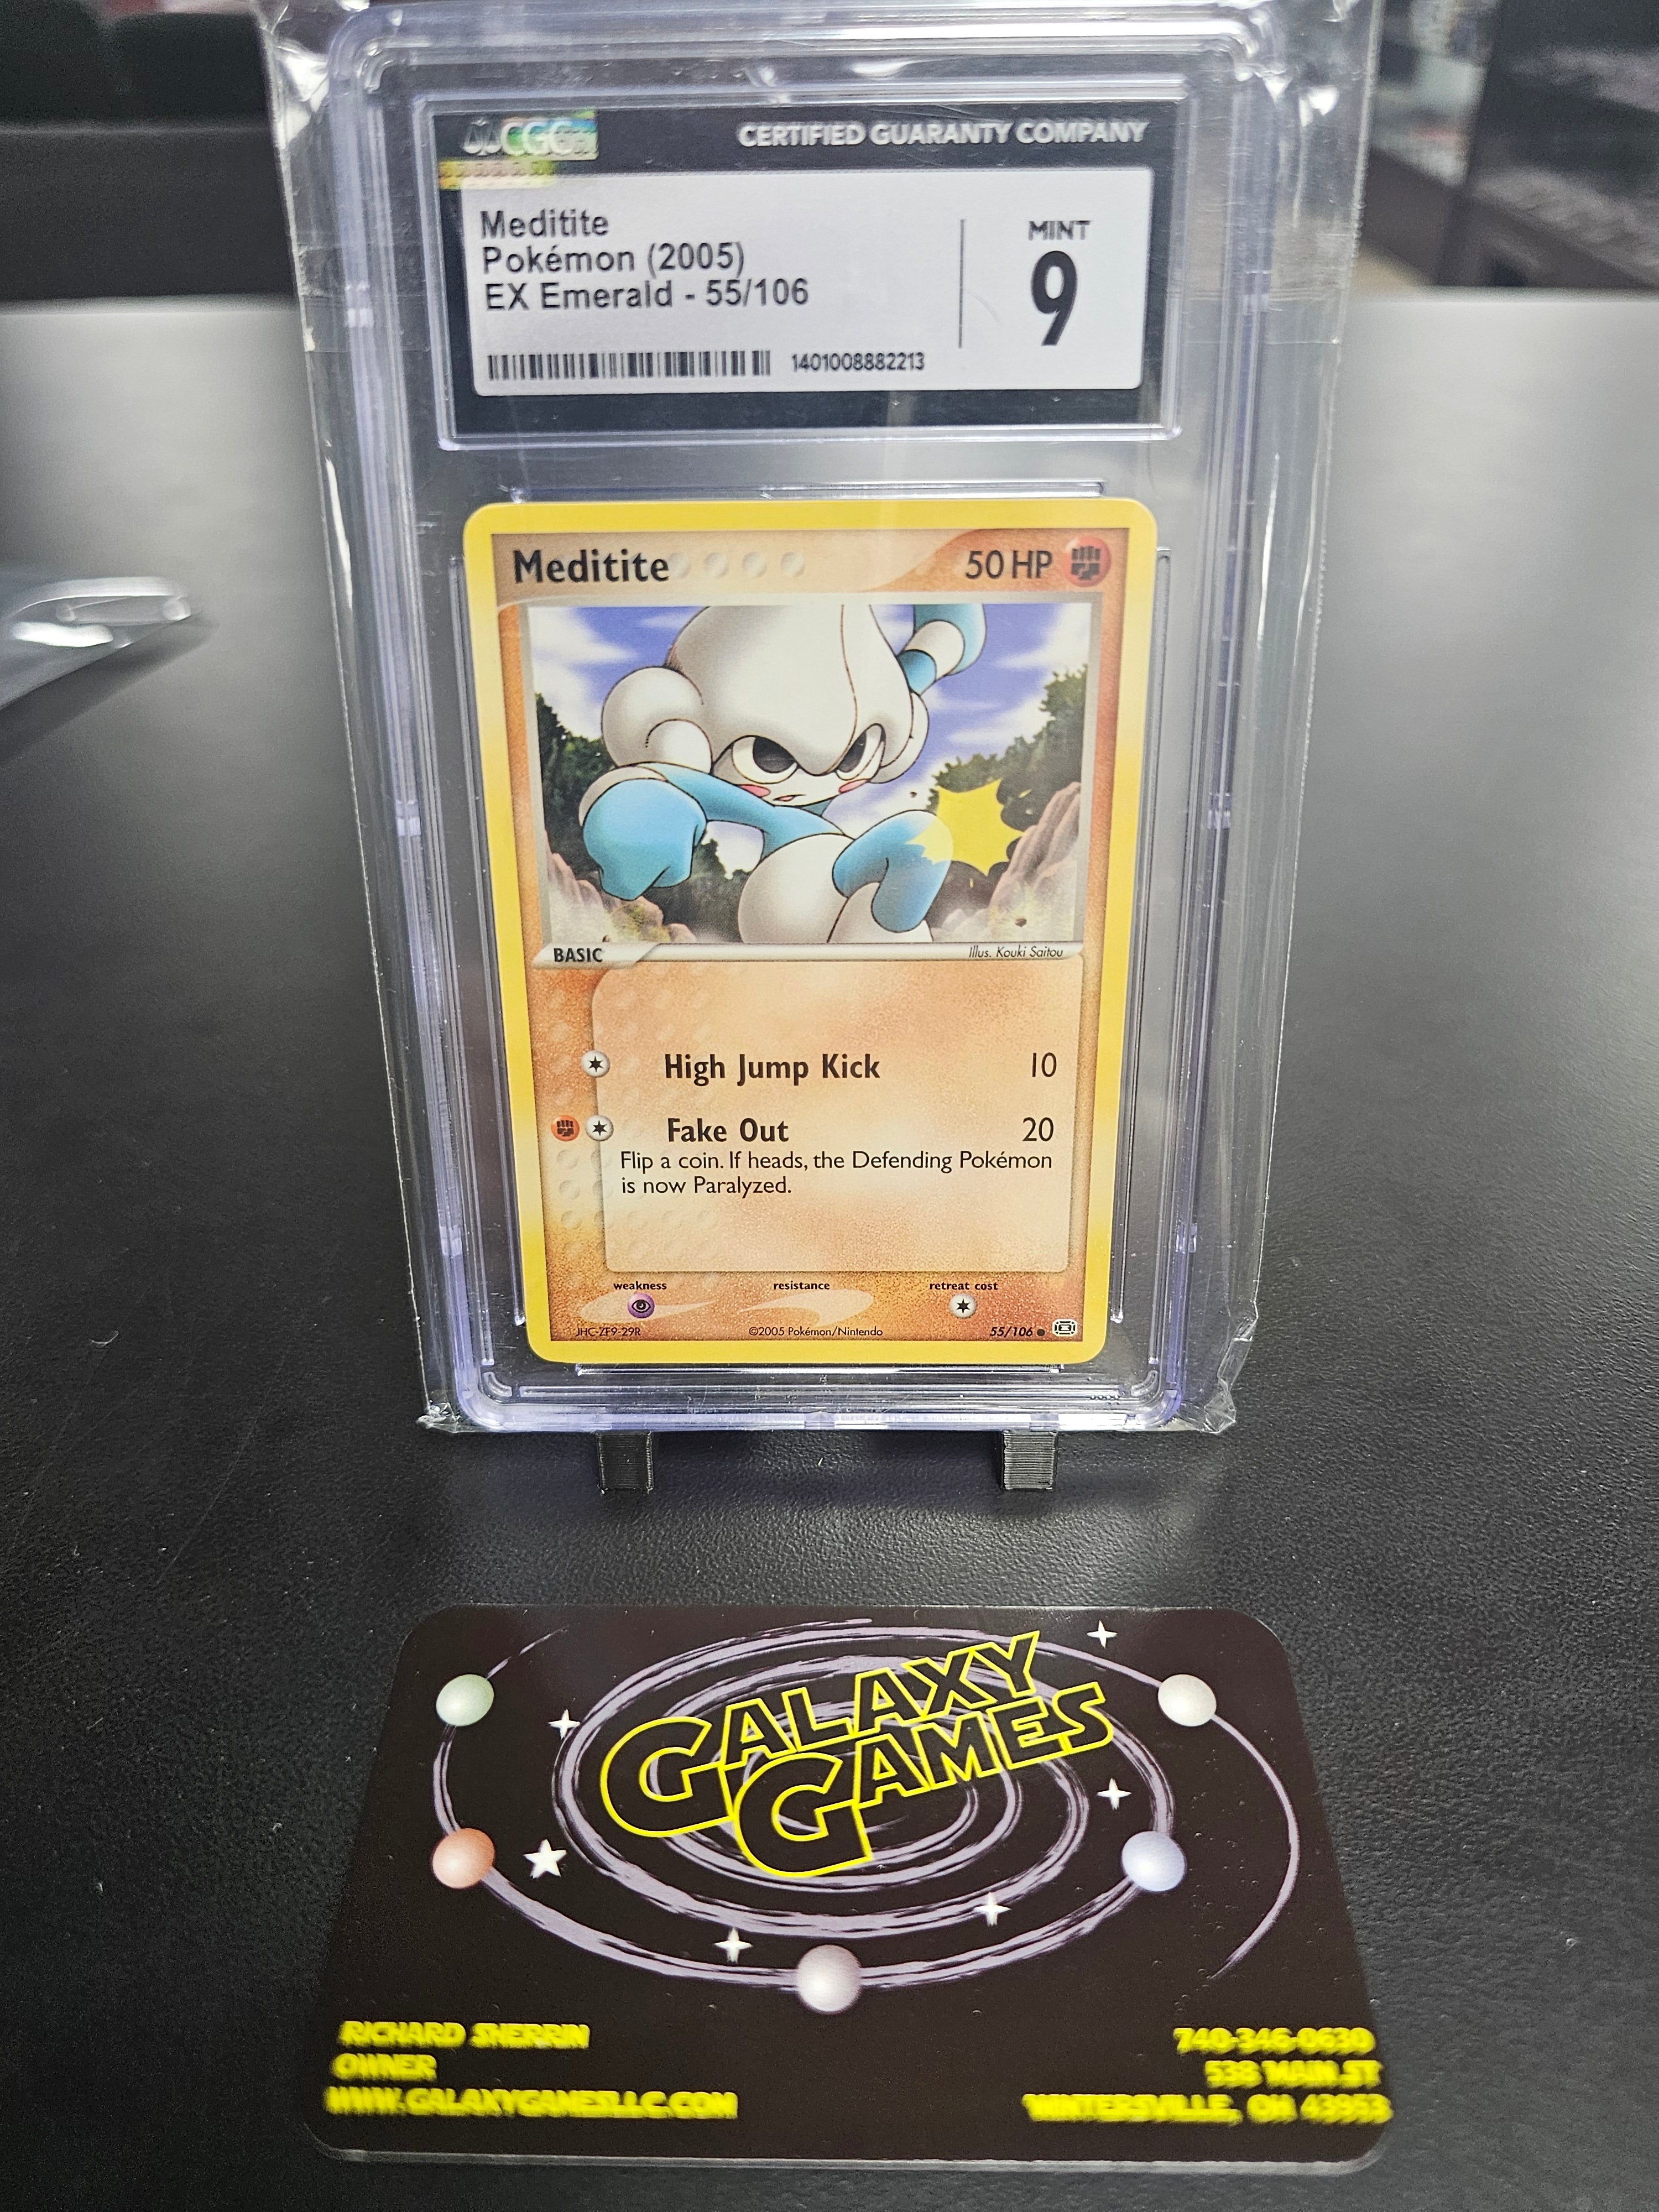 CGC
CERTIFIED GUARANTY COMPANY
Meditite
Pokémon (2005)
EX Emerald - 55/106
MINT
9
1401008882213
Meditite
50 HP
BASIC
Illus. Kouki Saitou
High Jump Kick 10
Fake Out 20
Flip a coin. If heads, the Defending Pokémon
is now Paralyzed.
weakness resistance retreat cost
JHC-ZF9-29R ©2005 Pokémon/Nintendo 55/106
GALAXY
GAMES
RICHARD SHERRIN
OWNER
WWW.GALAXYGAMESLLC.COM
740-346-0630
538 MAIN ST
WINTERSVILLE, OH 43953